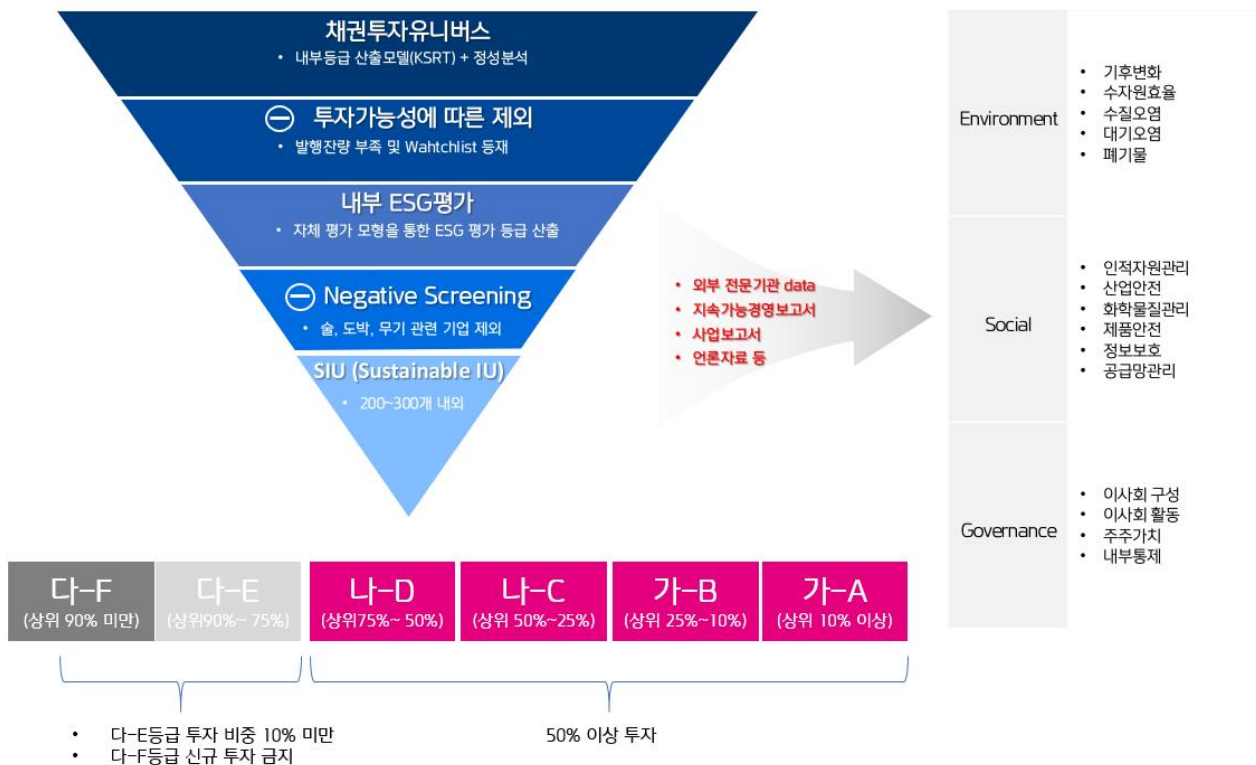 채권투자유니버스
• 내부등급 산출모델(KSRT) + 정성분석
투자가능성에 따른 제외
• 발행잔량 부족 및 Wahtchlist 등재
내부 ESG평가
• 자체 평가 모형을 통한 ESG 평가 등급 산출
Negative Screening
• 술, 도박, 무기 관련 기업 제외
SIU (Sustainable IU)
• 200~300개 내외
• 외부 전문기관 data
• 지속가능경영보고서
• 사업보고서
• 언론자료 등
Environment
• 기후변화
• 수자원효율
• 수질오염
• 대기오염
• 폐기물
Social
• 인적자원관리
• 산업안전
• 화학물질관리
• 제품안전
• 정보보호
• 공급망관리
Governance
• 이사회 구성
• 이사회 활동
• 주주가치
• 내부통제
다-F
(상위 90% 미만)
다-E
(상위90%~ 75%)
나-D
(상위75%~ 50%)
나-C
(상위 50%~25%)
가-B
(상위 25%~10%)
가-A
(상위 10% 이상)
• 다-E등급 투자 비중 10% 미만
• 다-F등급 신규 투자 금지
50% 이상 투자